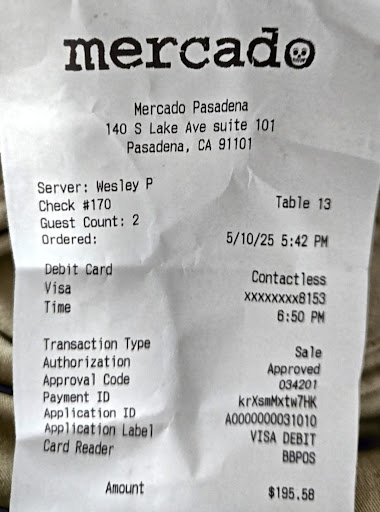 mercado
Mercado Pasadena
140 S Lake Ave suite 101
Pasadena, CA 91101
Server: Wesley P
Check #170 Table 13
Guest Count: 2
Ordered: 5/10/25 5:42 PM
Debit Card Contactless
Visa xxxxxxxx8153
Time 6:50 PM
Transaction Type Sale
Authorization Approved
Approval Code 034201
Payment ID krXsmMxtw7HK
Application ID A0000000031010
Application Label VISA DEBIT
Card Reader BBPOS
Amount $195.58